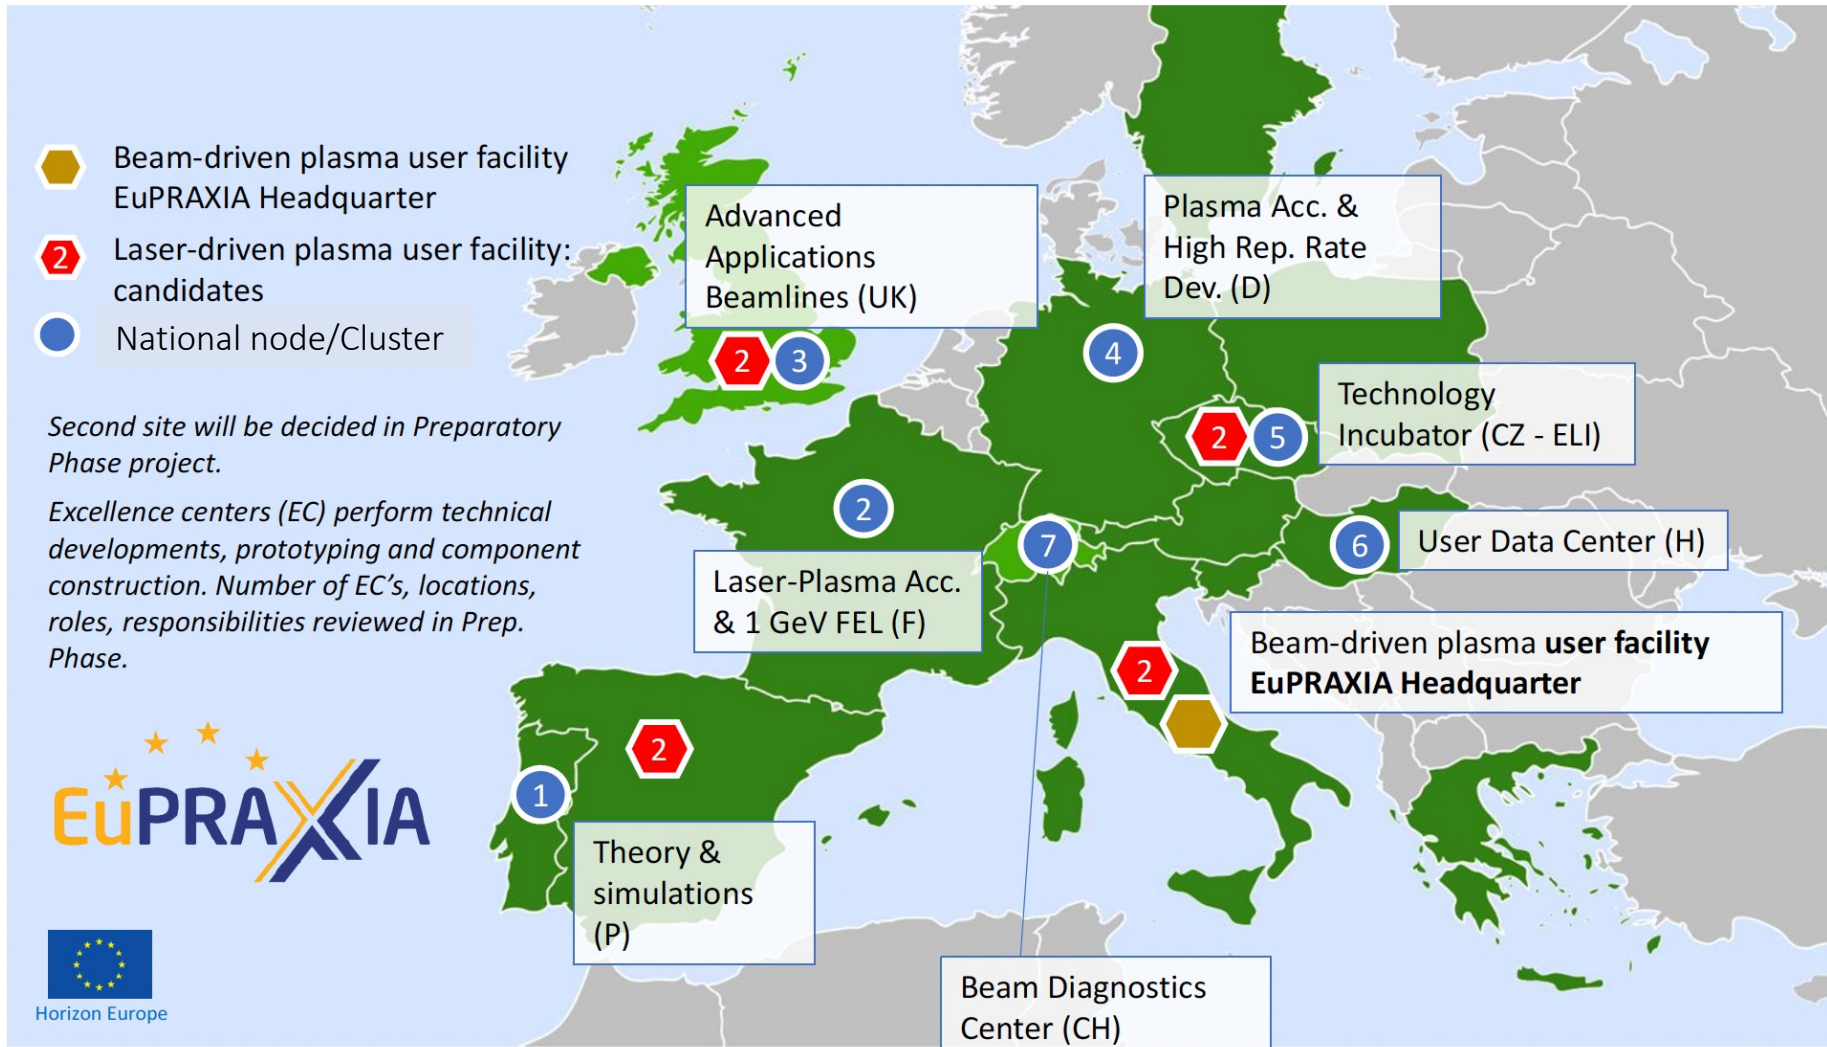 Beam-driven plasma user facility
EuPRAXIA Headquarter
2
Laser-driven plasma user facility:
candidates
National node/Cluster
Second site will be decided in Preparatory
Phase project.
Excellence centers (EC) perform technical
developments, prototyping and component
construction. Number of EC's, locations,
roles, responsibilities reviewed in Prep.
Phase.
EuPRAXIA
Horizon Europe
Advanced
Applications
Beamlines (UK)
2
3
Plasma Acc. &
High Rep. Rate
Dev. (D)
4
Technology
Incubator (CZ - ELI)
2
5
2
Laser-Plasma Acc.
& 1 GeV FEL (F)
7
6
User Data Center (H)
Beam-driven plasma user facility
EuPRAXIA Headquarter
2
2
1
Theory &
simulations
(P)
Beam Diagnostics
Center (CH)